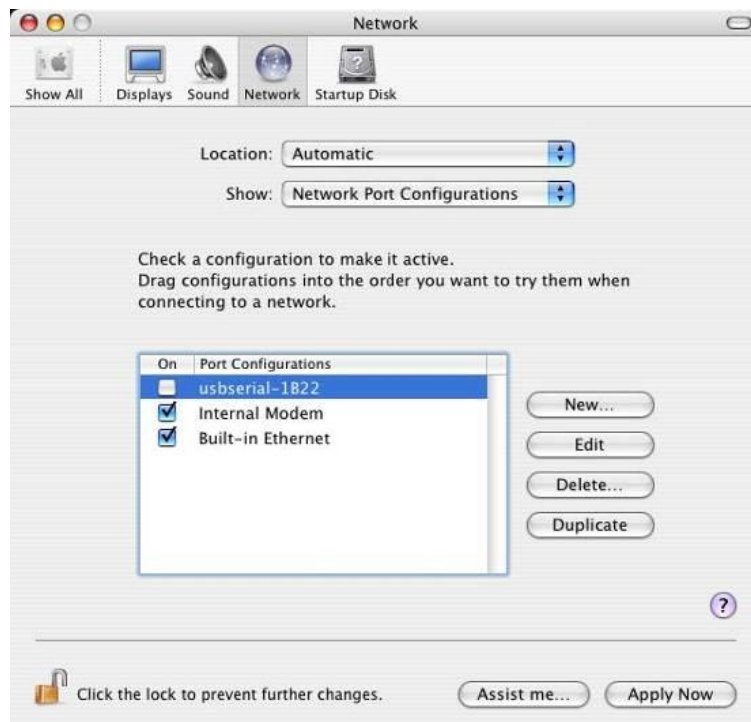 Network
Show All Displays Sound Network Startup Disk
Location: Automatic
Show: Network Port Configurations
Check a configuration to make it active.
Drag configurations into the order you want to try them when
connecting to a network.
On Port Configurations
usbserial-1B22
Internal Modem
Built-in Ethernet
New...
Edit
Delete...
Duplicate
?
Click the lock to prevent further changes. Assist me... Apply Now